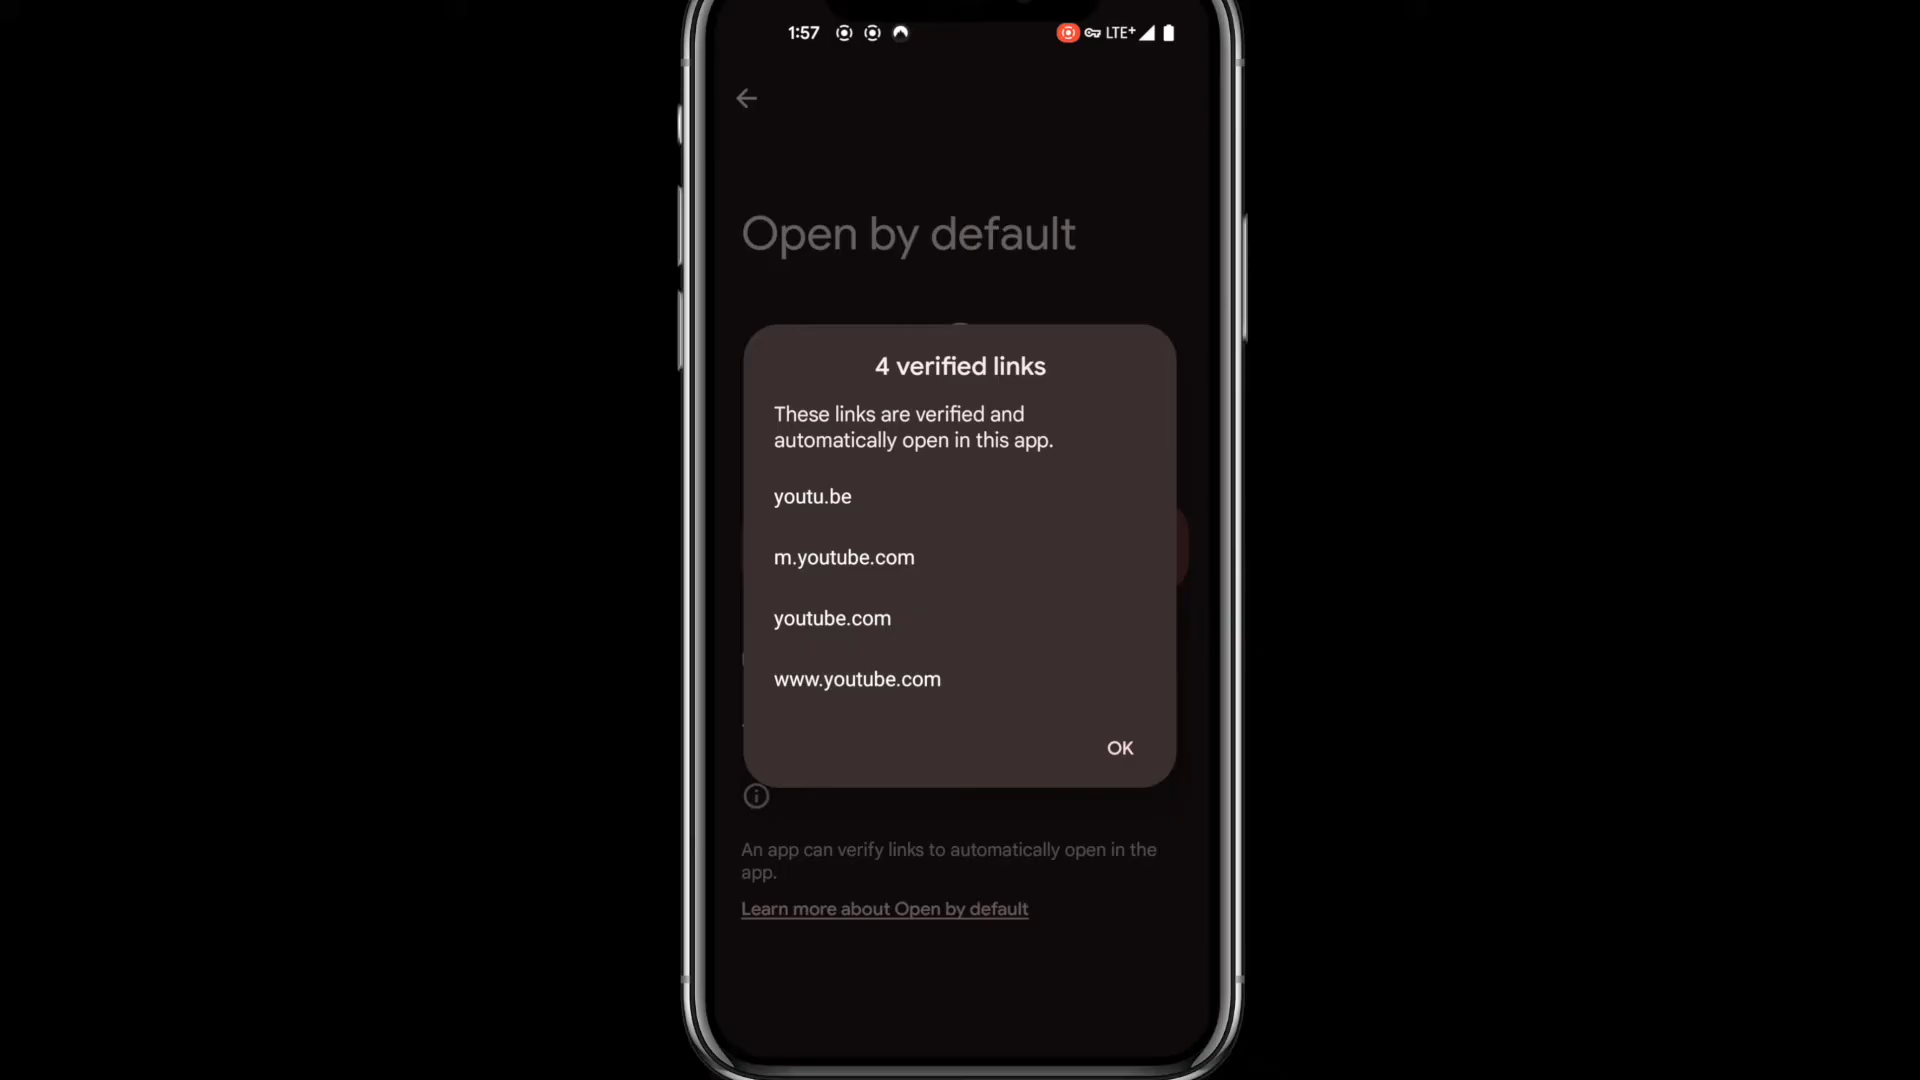 1:57
LTE+
Open by default
4 verified links
These links are verified and
automatically open in this app.
youtu.be
m.youtube.com
youtube.com
www.youtube.com
OK
An app can verify links to automatically open in the
app.
Learn more about Open by default